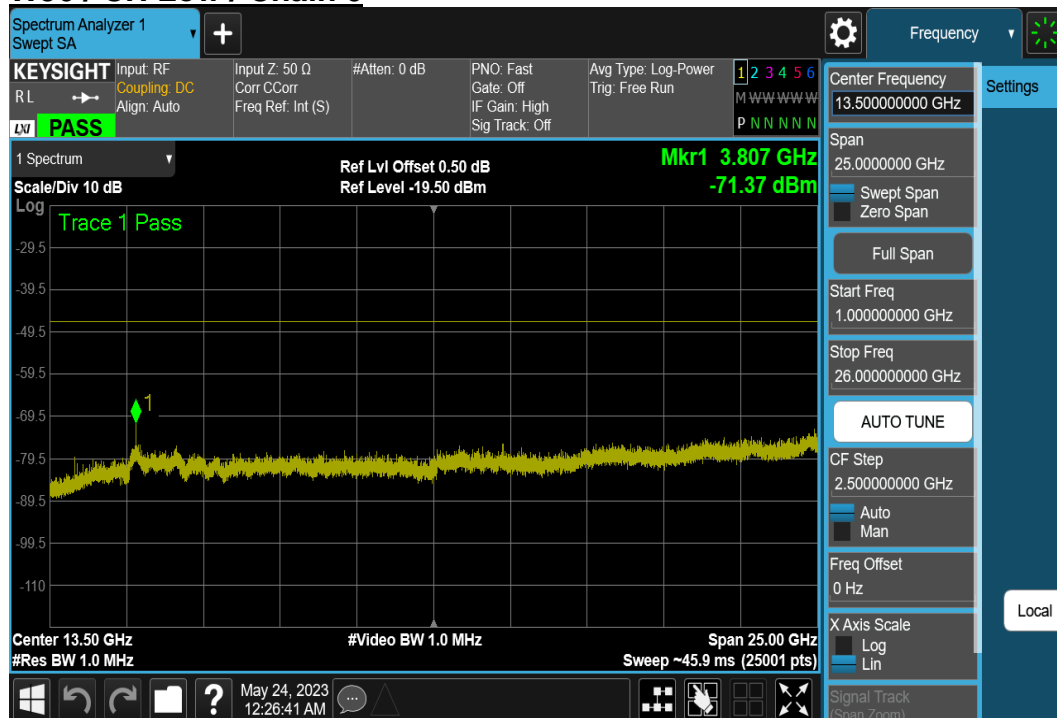 Spectrum Analyzer 1
Swept SA
Frequency
KEYSIGHT
Input: RF
Coupling: DC
Align: Auto
Input Z: 50 Ω
Corr CCorr
Freq Ref: Int (S)
#Atten: 0 dB
PNO: Fast
Gate: Off
IF Gain: High
Sig Track: Off
Avg Type: Log-Power
Trig: Free Run
1 2 3 4 5 6
M W W W W W
P N N N N N
RL
LXI
PASS
1 Spectrum
Scale/Div 10 dB
Ref Lvl Offset 0.50 dB
Ref Level -19.50 dBm
Mkr1 3.807 GHz
-71.37 dBm
Log
Trace 1 Pass
-29.5
-39.5
-49.5
-59.5
-69.5
-79.5
-89.5
-99.5
-110
1
Center 13.50 GHz
#Res BW 1.0 MHz
#Video BW 1.0 MHz
Span 25.00 GHz
Sweep ~45.9 ms (25001 pts)
May 24, 2023
12:26:41 AM
Center Frequency
13.500000000 GHz
Settings
Span
25.0000000 GHz
Swept Span
Zero Span
Full Span
Start Freq
1.000000000 GHz
Stop Freq
26.000000000 GHz
AUTO TUNE
CF Step
2.500000000 GHz
Auto
Man
Freq Offset
0 Hz
Local
X Axis Scale
Log
Lin
Signal Track
(Span Zoom)